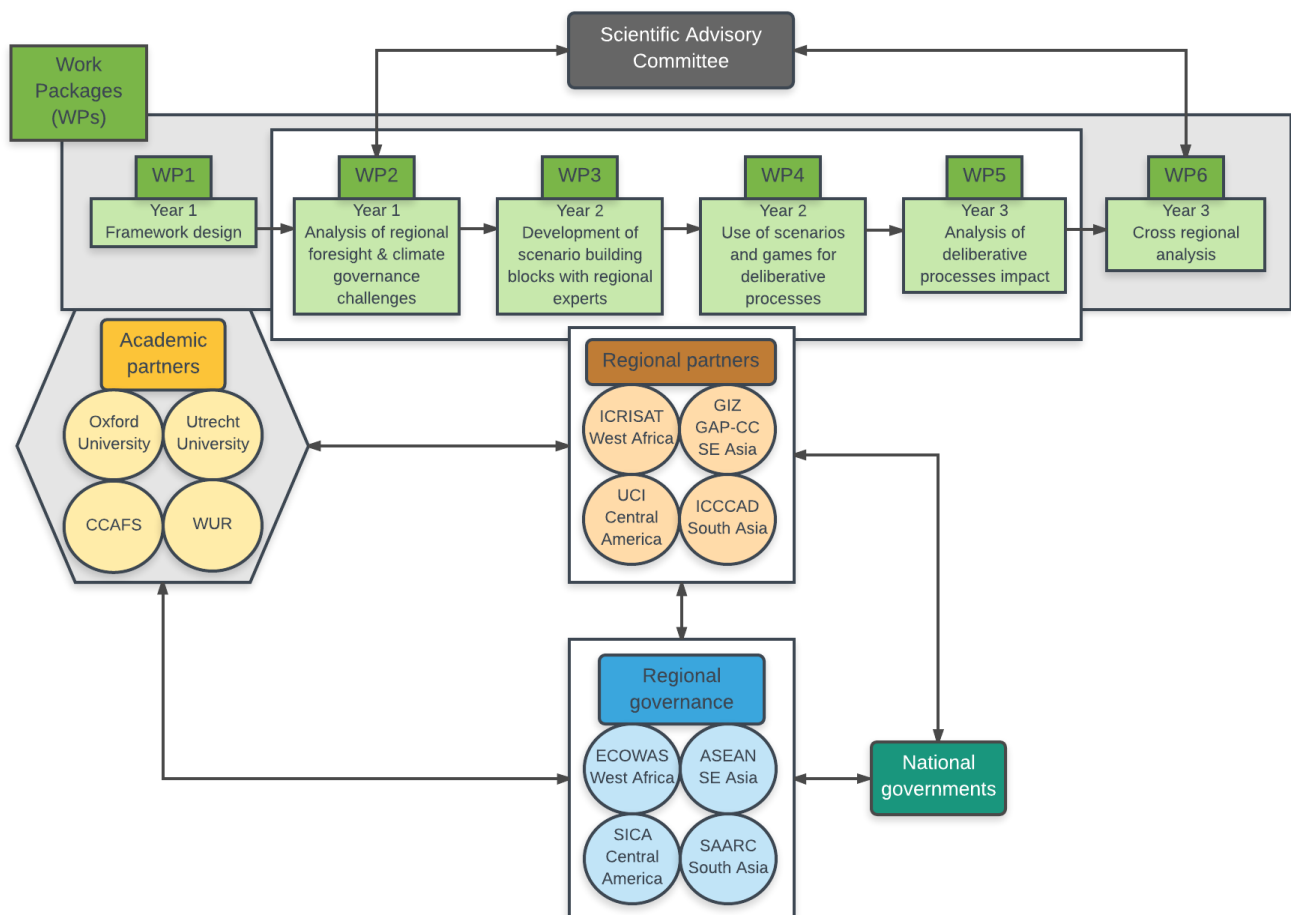 Scientific Advisory
Committee
Work
Packages
(WPs)
WP1
Year 1
Framework design
WP2
Year 1
Analysis of regional
foresight & climate
governance
challenges
WP3
Year 2
Development of
scenario building
blocks with regional
experts
WP4
Year 2
Use of scenarios
and games for
deliberative
processes
WP5
Year 3
Analysis of
deliberative
processes impact
WP6
Year 3
Cross regional
analysis
Academic
partners
Oxford
University
Utrecht
University
CCAFS
WUR
Regional partners
ICRISAT
West Africa
GIZ
GAP-CC
SE Asia
UCI
Central
America
ICCCAD
South Asia
Regional
governance
ECOWAS
West Africa
ASEAN
SE Asia
SICA
Central
America
SAARC
South Asia
National
governments